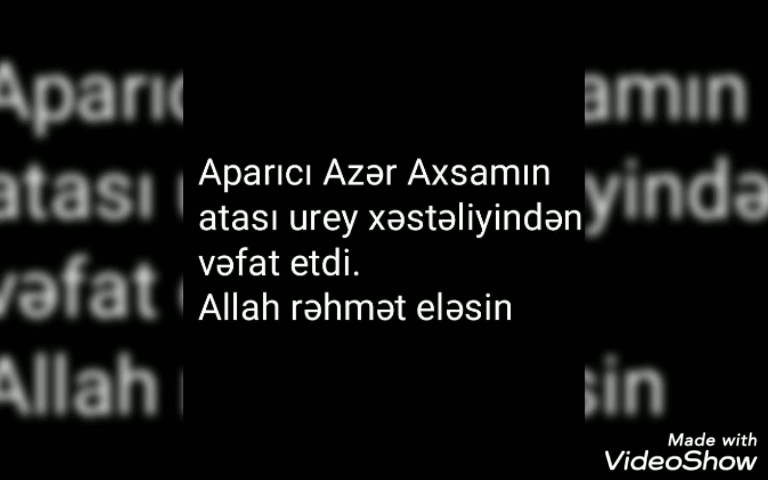 Aparıcı Azər Axsamın
atası urey xəstəliyindən
vəfat etdi.
Allah rəhmət eləsin
Made with
VideoShow